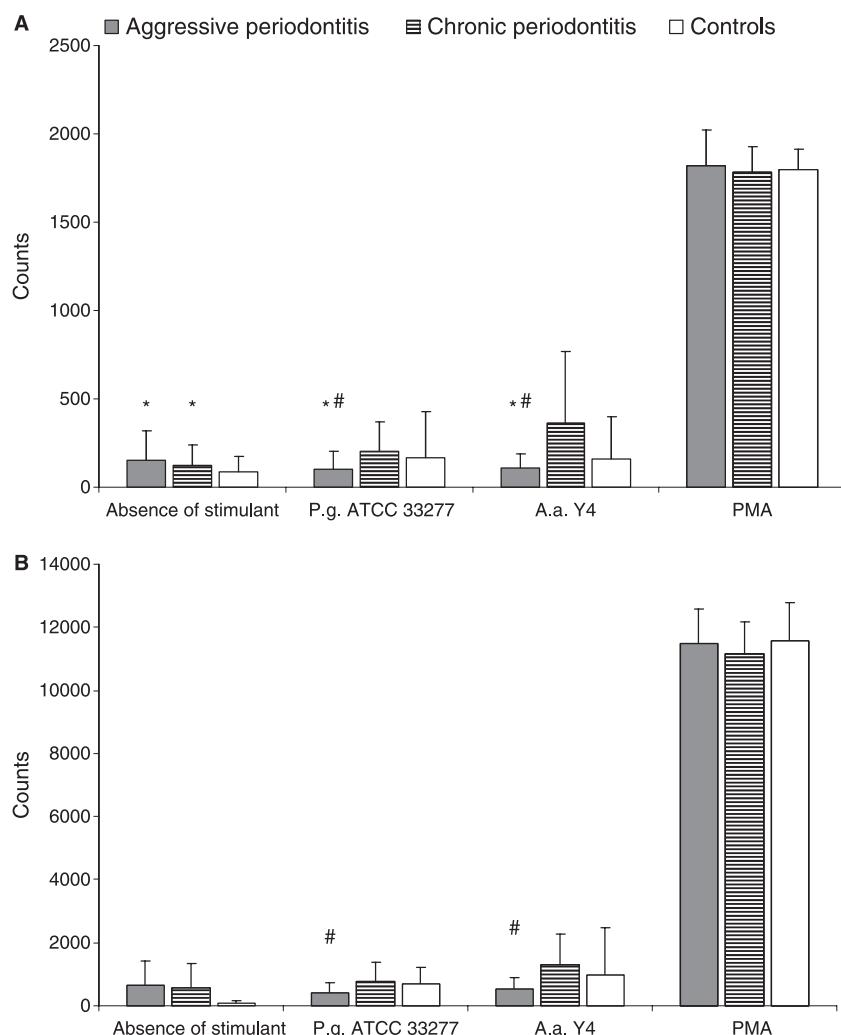 A
Aggressive periodontitis Chronic periodontitis Controls
2500
2000
1500
1000
500
0
Counts
* * * # * #
Absence of stimulant P.g. ATCC 33277 A.a. Y4 PMA
B
14000
12000
10000
8000
6000
4000
2000
0
Counts
# #
Absence of stimulant P.g. ATCC 33277 A.a. Y4 PMA